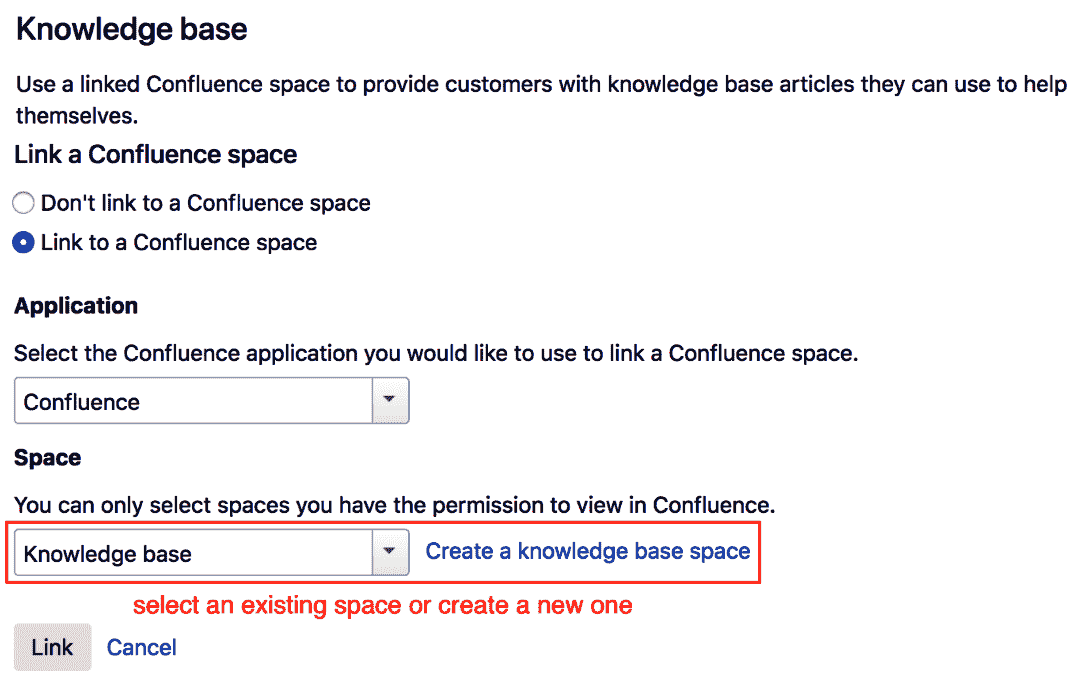 Knowledge base
Use a linked Confluence space to provide customers with knowledge base articles they can use to help
themselves.
Link a Confluence space
Don't link to a Confluence space
Link to a Confluence space
Application
Select the Confluence application you would like to use to link a Confluence space.
Confluence
Space
You can only select spaces you have the permission to view in Confluence.
Knowledge base Create a knowledge base space
select an existing space or create a new one
Link Cancel